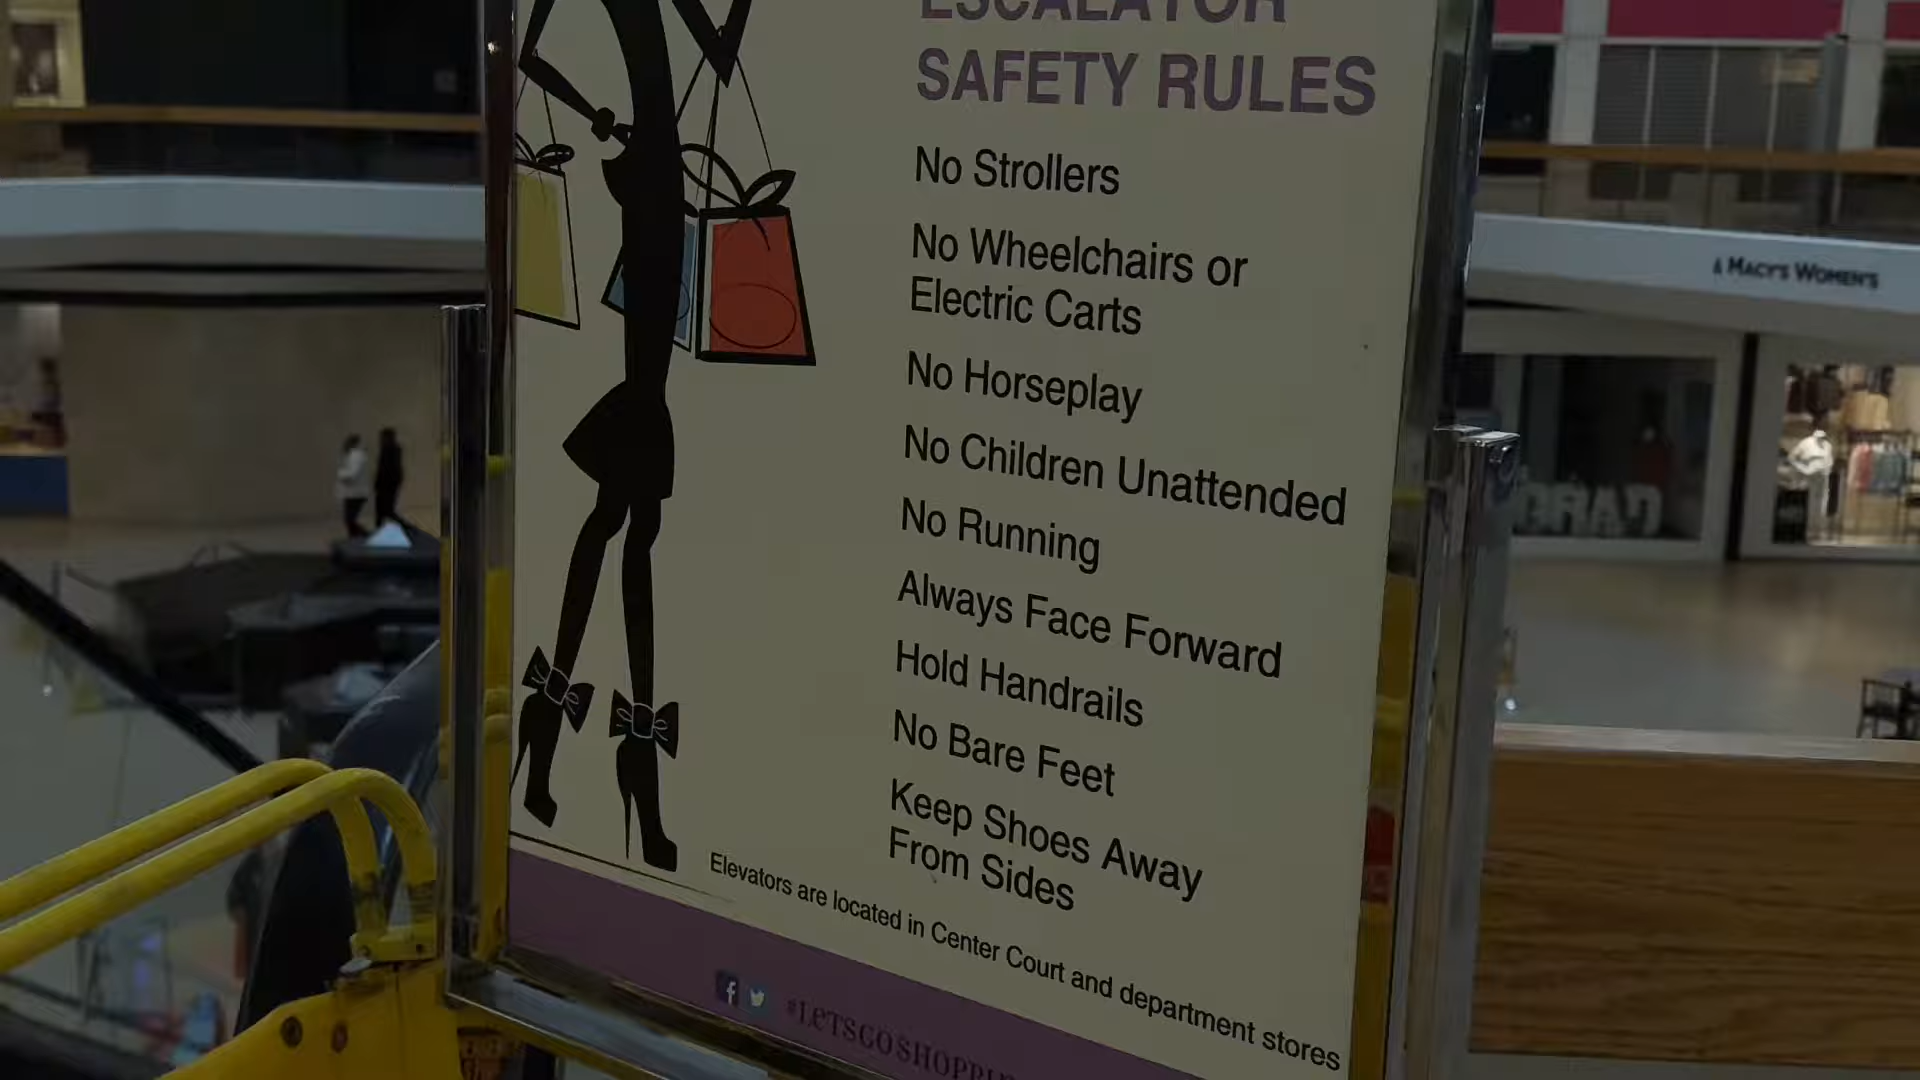 ESCALATOR
SAFETY RULES
No Strollers
No Wheelchairs or
Electric Carts
No Horseplay
No Children Unattended
No Running
Always Face Forward
Hold Handrails
No Bare Feet
Keep Shoes Away
From Sides
Elevators are located in Center Court and department stores
#LETSGOSHOPPI
MACY'S WOMEN'S